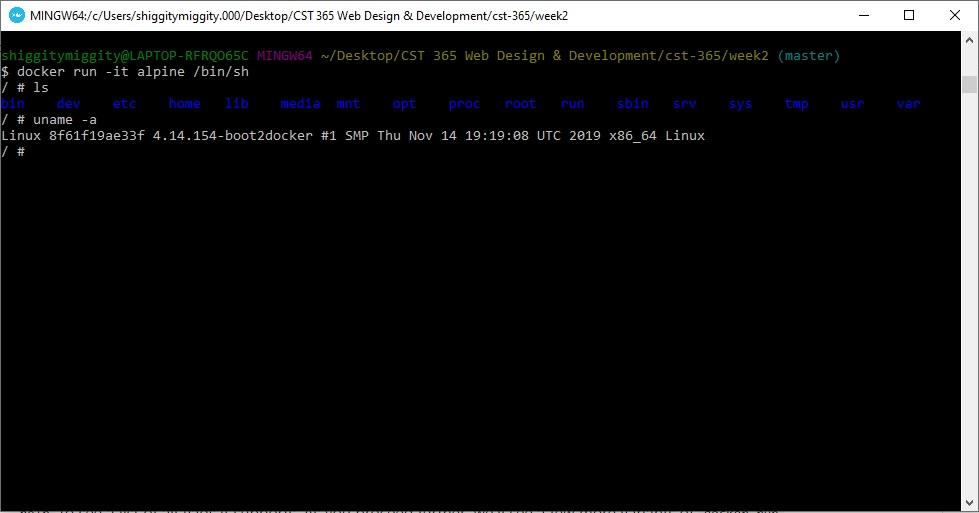 MINGW64:/c/Users/shiggitymiggity.000/Desktop/CST 365 Web Design & Development/cst-365/week2
shiggitymiggity@LAPTOP-RFRQO65C MINGW64 ~/Desktop/CST 365 Web Design & Development/cst-365/week2 (master)
$ docker run -it alpine /bin/sh
/ # ls
bin dev etc home lib media mnt opt proc root run sbin srv sys tmp usr var
/ # uname -a
Linux 8f61f19ae33f 4.14.154-boot2docker #1 SMP Thu Nov 14 19:19:08 UTC 2019 x86_64 Linux
/ #